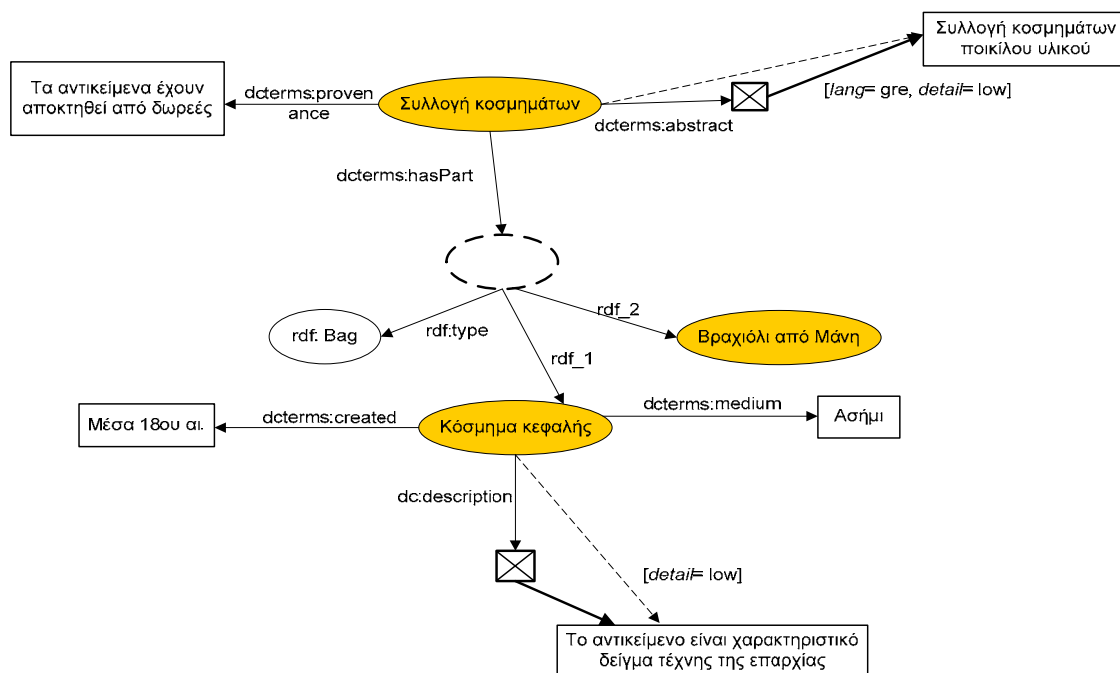 Συλλογή κοσμημάτων
ποικίλου υλικού
Τα αντικείμενα έχουν
αποκτηθεί από δωρεές
dcterms:proven
ance
Συλλογή κοσμημάτων
[lang= gre, detail= low]
dcterms:abstract
dcterms:hasPart
rdf: Bag
rdf:type
rdf_2
Βραχιόλι από Μάνη
rdf_1
Μέσα 18ου αι.
dcterms:created
Κόσμημα κεφαλής
dcterms:medium
Ασήμι
dc:description
[detail= low]
Το αντικείμενο είναι χαρακτηριστικό
δείγμα τέχνης της επαρχίας